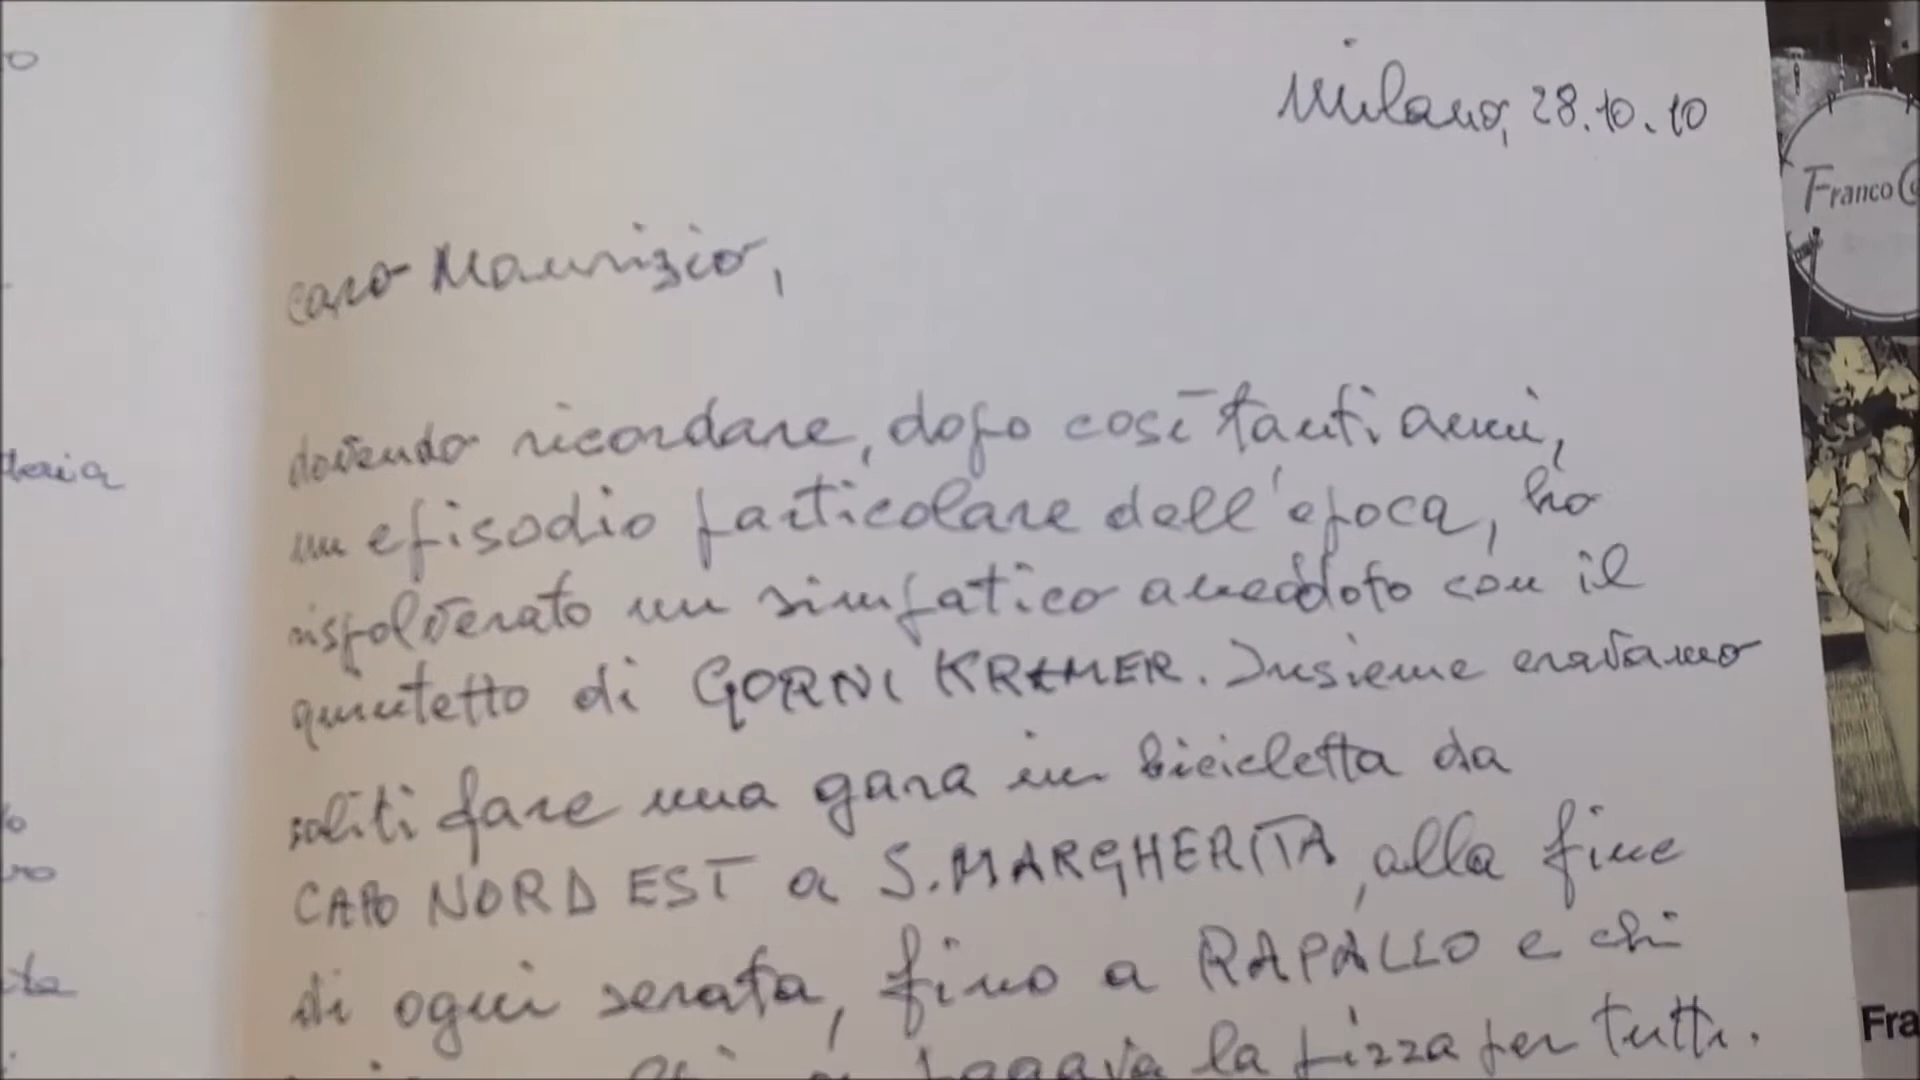 Milano, 28.10.10
caro Maurizio,
dovendo ricordare, dopo così tanti anni,
un episodio particolare dell'epoca, ho
rispolverato un simpatico aneddoto con il
quintetto di GORNI KRAMER. Insieme eravamo
soliti fare una gara in bicicletta da
CAPO NORD EST a S. MARGHERITA, alla fine
di ogni serata, fino a RAPALLO e chi
pagava la pizza per tutti.
Franco
Fra